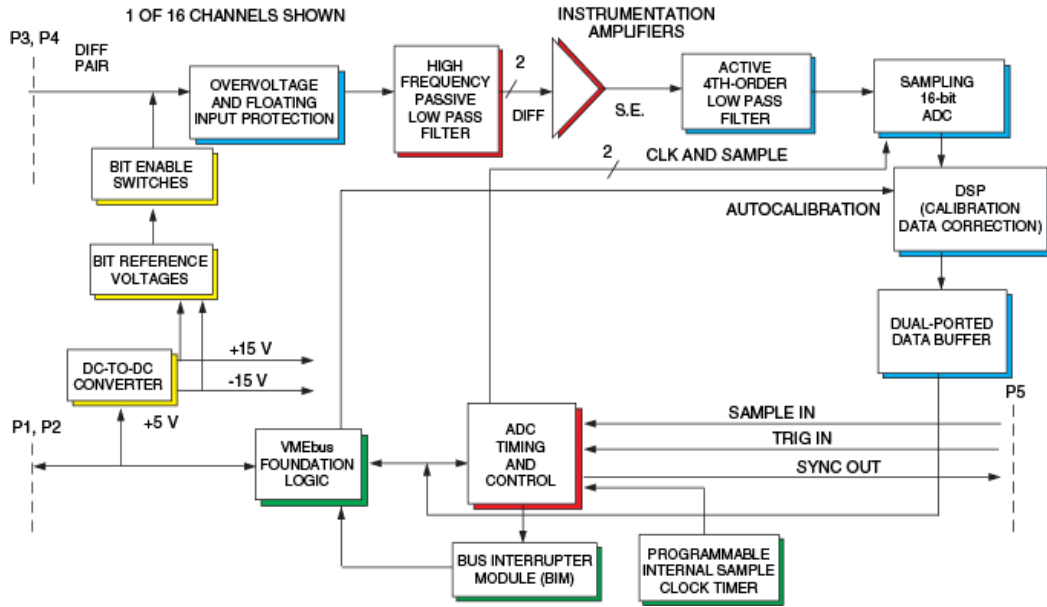 1 OF 16 CHANNELS SHOWN
INSTRUMENTATION
AMPLIFIERS
P3, P4
DIFF
PAIR
OVERVOLTAGE
AND FLOATING
INPUT PROTECTION
HIGH
FREQUENCY
PASSIVE
LOW PASS
FILTER
2
DIFF
S.E.
ACTIVE
4TH-ORDER
LOW PASS
FILTER
SAMPLING
16-bit
ADC
BIT ENABLE
SWITCHES
2
CLK AND SAMPLE
AUTOCALIBRATION
DSP
(CALIBRATION
DATA CORRECTION)
BIT REFERENCE
VOLTAGES
DUAL-PORTED
DATA BUFFER
DC-TO-DC
CONVERTER
+15 V
-15 V
+5 V
P1, P2
VMEbus
FOUNDATION
LOGIC
ADC
TIMING
AND
CONTROL
SAMPLE IN
TRIG IN
SYNC OUT
P5
BUS INTERRUPTER
MODULE (BIM)
PROGRAMMABLE
INTERNAL SAMPLE
CLOCK TIMER